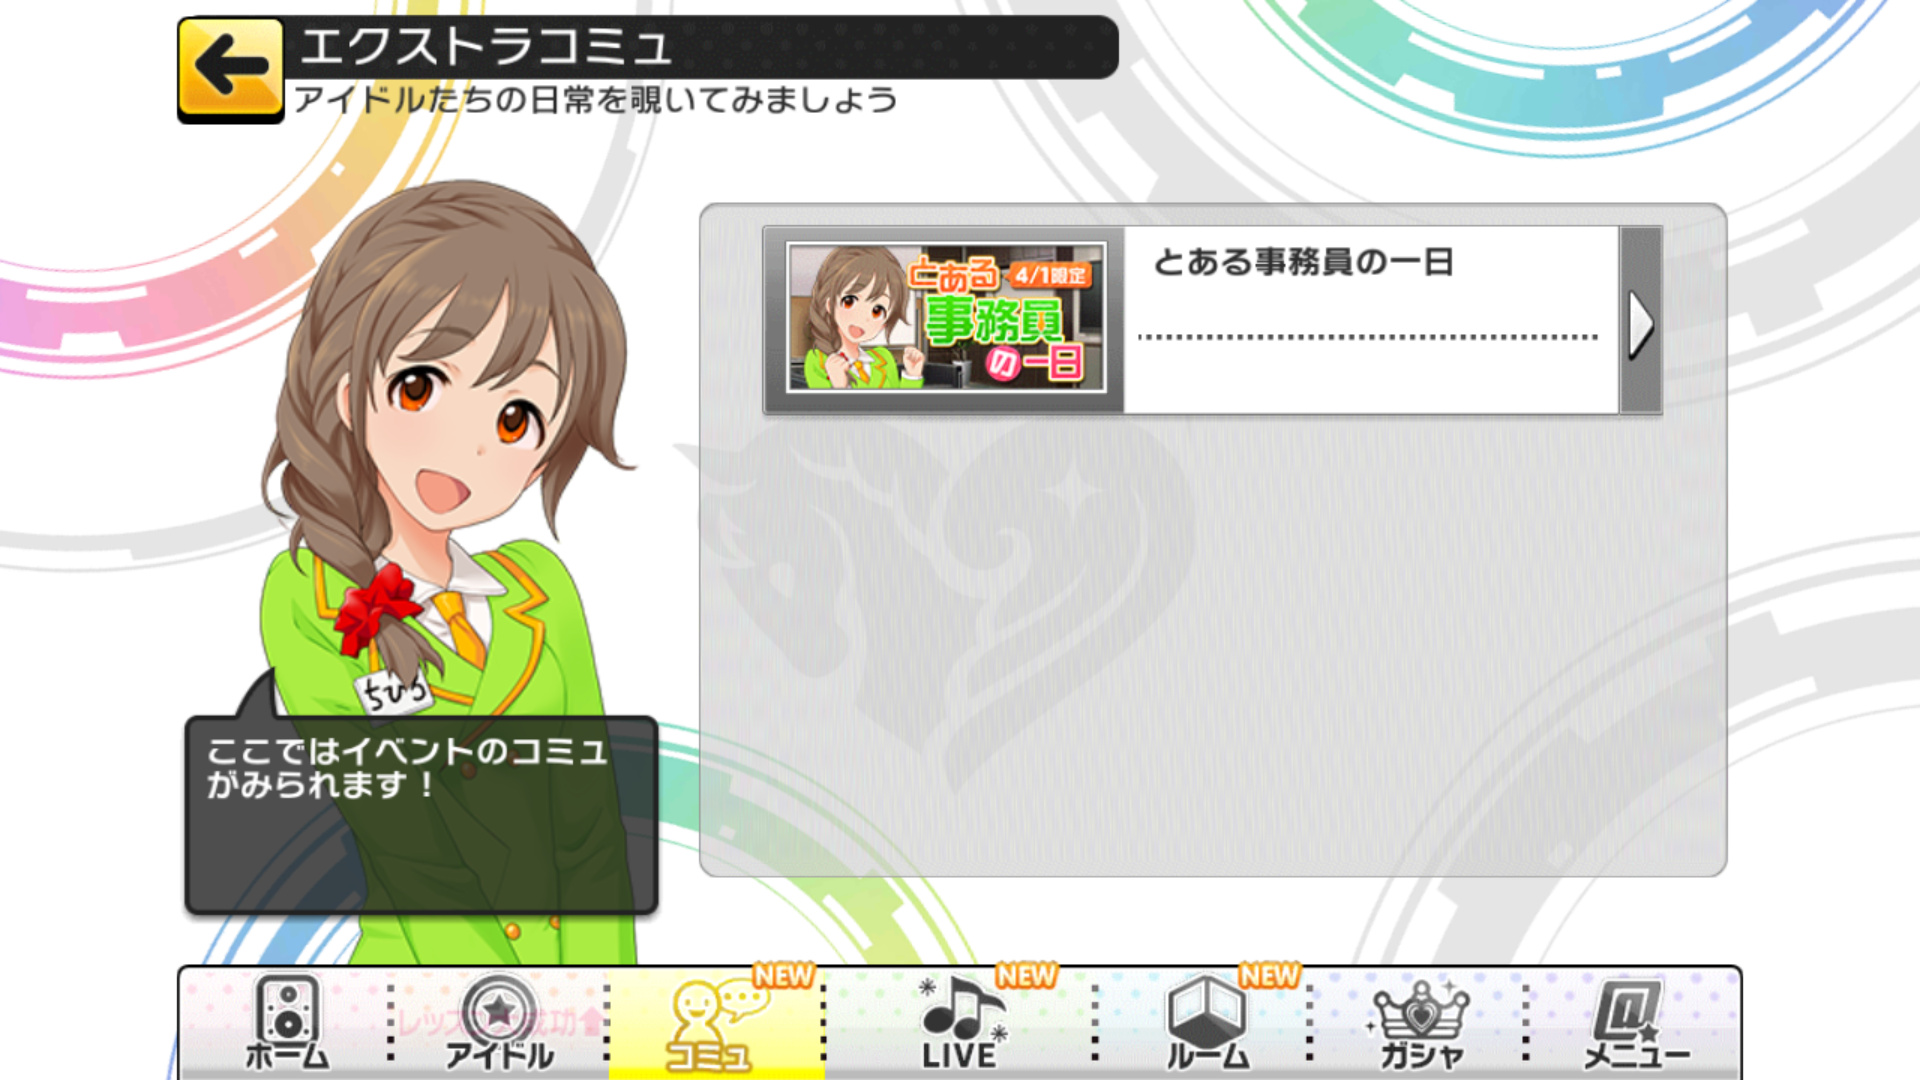 エクストラコミュ
アイドルたちの日常を覗いてみましょう
とある
4/1限定
事務員
の一日
とある事務員の一日
ちひろ
ここではイベントのコミュ
がみられます！
NEW
NEW
NEW
ホーム
アイドル
コミュ
LIVE
ルーム
ガシャ
メニュー